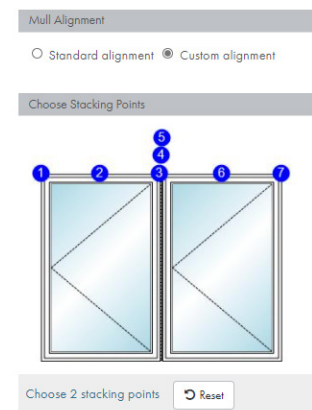 Mull Alignment
Standard alignment Custom alignment
Choose Stacking Points
5
4
1 2 3 6 7
Choose 2 stacking points Reset